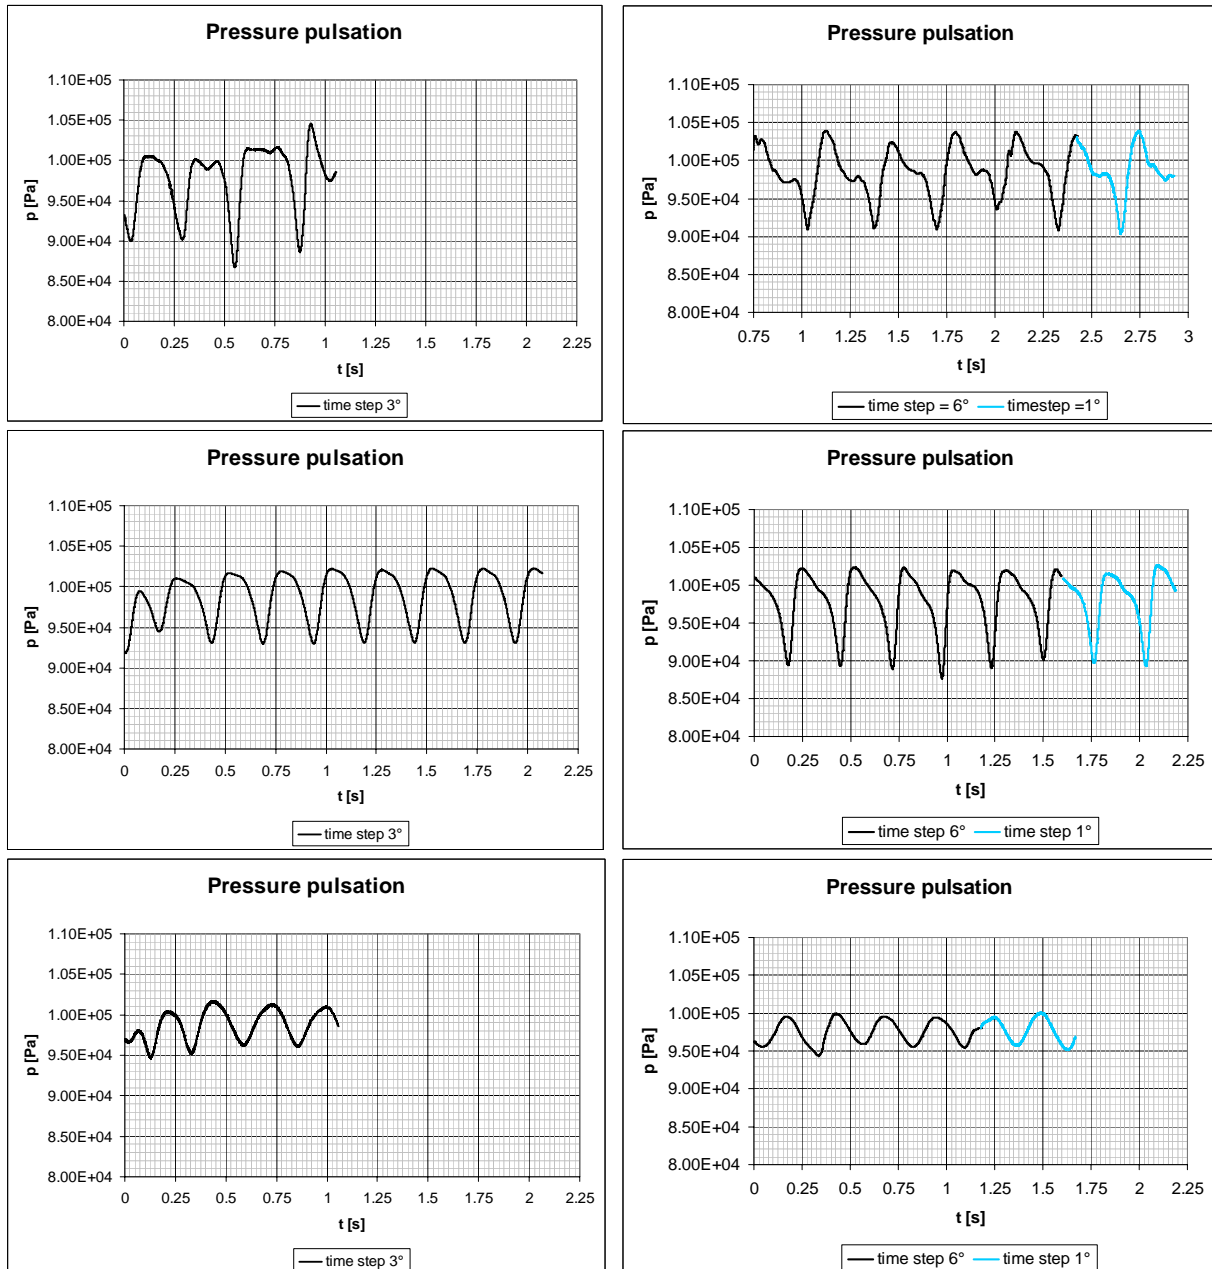 Pressure pulsation
1.10E+05
1.05E+05
1.00E+05
9.50E+04
9.00E+04
8.50E+04
8.00E+04
p [Pa]
0 0.25 0.5 0.75 1 1.25 1.5 1.75 2 2.25
t [s]
time step 3°
Pressure pulsation
1.10E+05
1.05E+05
1.00E+05
9.50E+04
9.00E+04
8.50E+04
8.00E+04
p [Pa]
0.75 1 1.25 1.5 1.75 2 2.25 2.5 2.75 3
t [s]
time step = 6° timestep =1°
Pressure pulsation
1.10E+05
1.05E+05
1.00E+05
9.50E+04
9.00E+04
8.50E+04
8.00E+04
p [Pa]
0 0.25 0.5 0.75 1 1.25 1.5 1.75 2 2.25
t [s]
time step 3°
Pressure pulsation
1.10E+05
1.05E+05
1.00E+05
9.50E+04
9.00E+04
8.50E+04
8.00E+04
p [Pa]
0 0.25 0.5 0.75 1 1.25 1.5 1.75 2 2.25
t [s]
time step 6° time step 1°
Pressure pulsation
1.10E+05
1.05E+05
1.00E+05
9.50E+04
9.00E+04
8.50E+04
8.00E+04
p [Pa]
0 0.25 0.5 0.75 1 1.25 1.5 1.75 2 2.25
t [s]
time step 3°
Pressure pulsation
1.10E+05
1.05E+05
1.00E+05
9.50E+04
9.00E+04
8.50E+04
8.00E+04
p [Pa]
0 0.25 0.5 0.75 1 1.25 1.5 1.75 2 2.25
t [s]
time step 6° time step 1°